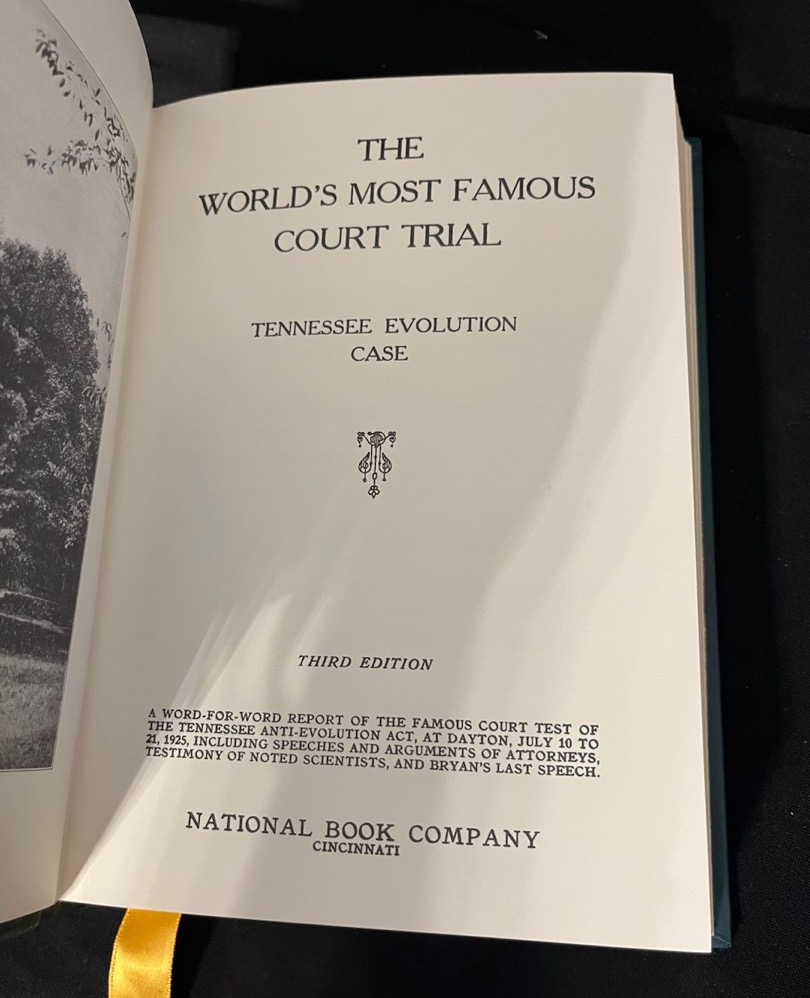 THE
WORLD'S MOST FAMOUS
COURT TRIAL
TENNESSEE EVOLUTION
CASE
THIRD EDITION
A WORD-FOR-WORD REPORT OF THE FAMOUS COURT TEST OF
THE TENNESSEE ANTI-EVOLUTION ACT, AT DAYTON, JULY 10 TO
21, 1925, INCLUDING SPEECHES AND ARGUMENTS OF ATTORNEYS,
TESTIMONY OF NOTED SCIENTISTS, AND BRYAN'S LAST SPEECH.
NATIONAL BOOK COMPANY
CINCINNATI